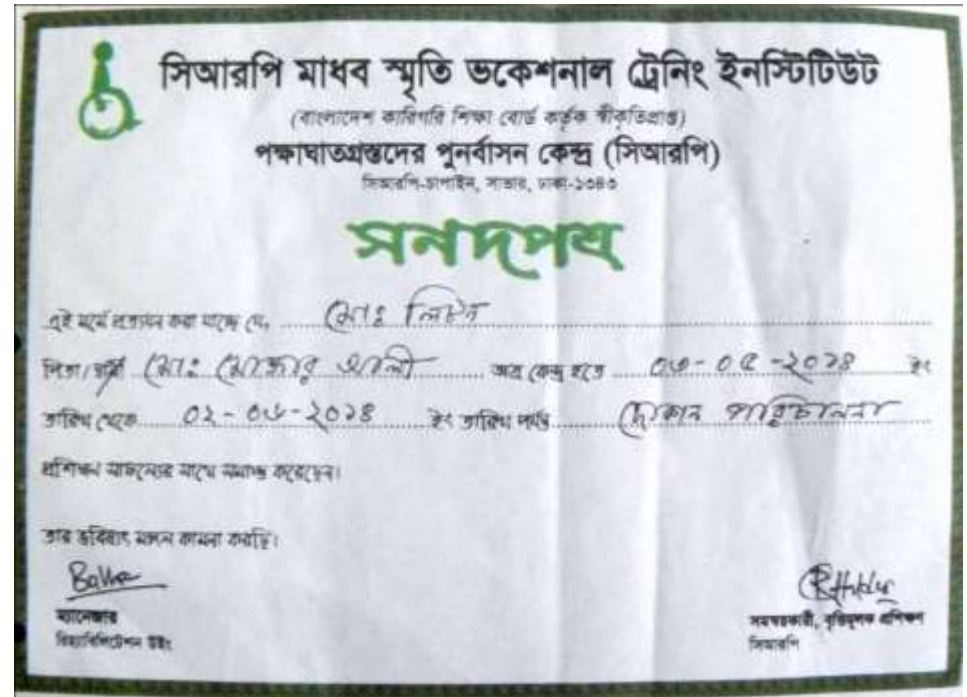 সিআরপি মাধব স্মৃতি ভকেশনাল ট্রেনিং ইনস্টিটিউট
(বাংলাদেশ কারিগরি শিক্ষা বোর্ড কর্তৃক স্বীকৃতিপ্রাপ্ত)
পক্ষাঘাতগ্রস্তদের পুনর্বাসন কেন্দ্র (সিআরপি)
সিআরপি-চাপাইন, সাভার, ঢাকা-১৩৪৩
সনদপত্র
এই মর্মে প্রত্যয়ন করা যাচ্ছে যে, মোঃ লিটন
পিতা/স্বামী মোঃ মোক্তার আলী অত্র কেন্দ্র হতে ০৩-০৫-২০১৪ ইং
তারিখ থেকে ০২-০৬-২০১৪ ইং তারিখ পর্যন্ত দোকান পরিচালনা
প্রশিক্ষণ সাফল্যের সাথে সমাপ্ত করেছেন।
তার ভবিষ্যৎ মঙ্গল কামনা করছি।
ম্যানেজার
রিহ্যাবিলিটেশন উইং
সমন্বয়কারী, বৃত্তিমূলক প্রশিক্ষণ
সিআরপি